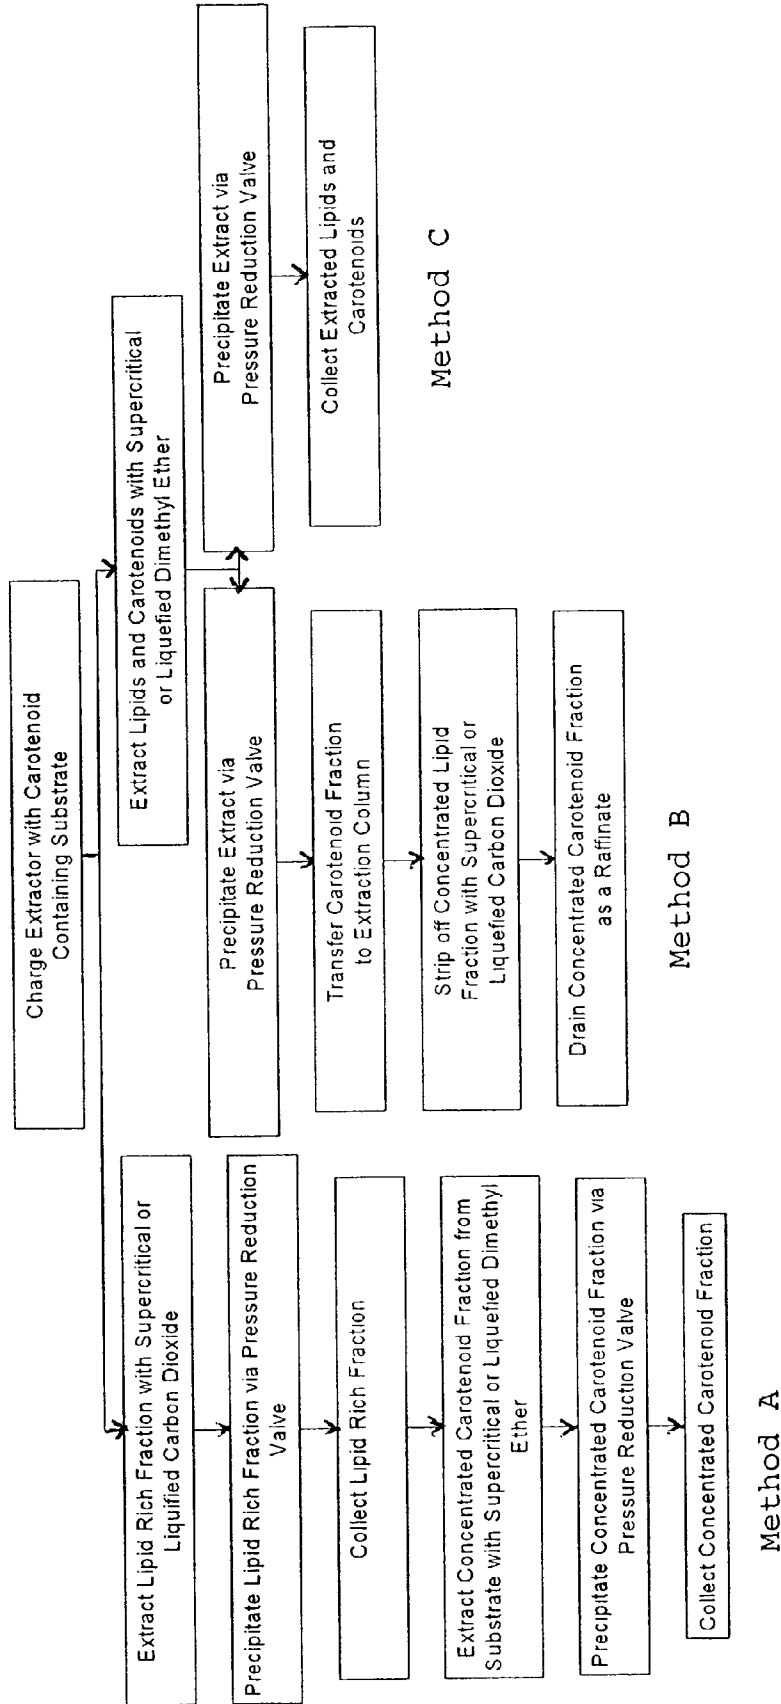 Charge Extractor with Carotenoid
Containing Substrate
Extract Lipid Rich Fraction with Supercritical or
Liquified Carbon Dioxide
Precipitate Lipid Rich Fraction via Pressure Reduction
Valve
Collect Lipid Rich Fraction
Extract Concentrated Carotenoid Fraction from
Substrate with Supercritical or Liquefied Dimethyl
Ether
Precipitate Concentrated Carotenoid Fraction via
Pressure Reduction Valve
Collect Concentrated Carotenoid Fraction
Method A
Extract Lipids and Carotenoids with Supercritical
or Liquefied Dimethyl Ether
Precipitate Extract via
Pressure Reduction Valve
Transfer Carotenoid Fraction
to Extraction Column
Strip off Concentrated Lipid
Fraction with Supercritical or
Liquefied Carbon Dioxide
Drain Concentrated Carotenoid Fraction
as a Raffinate
Method B
Precipitate Extract via
Pressure Reduction Valve
Collect Extracted Lipids and
Carotenoids
Method C